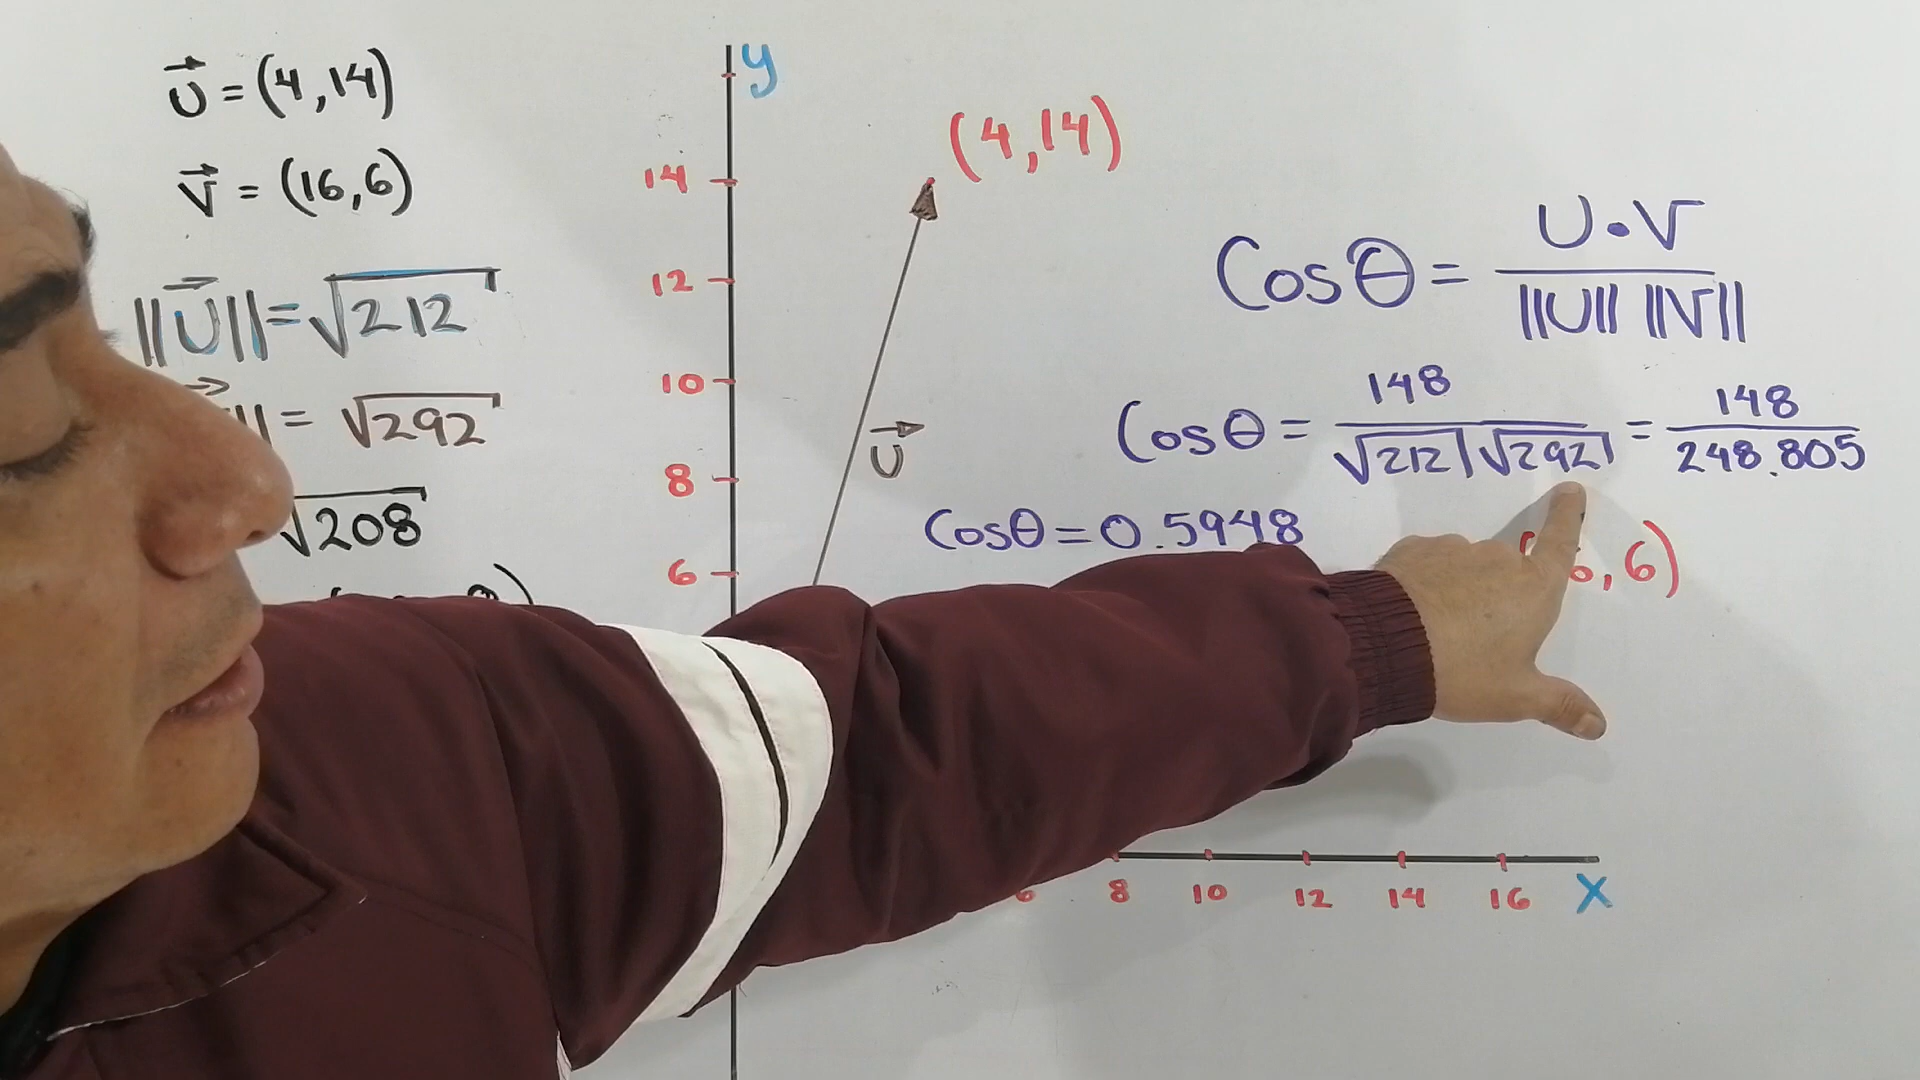 U = (4,14)
V = (16,6)
||U|| = √212
|| = √292
√208
y
14
12
10
8
6
(4,14)
U
Cosθ = U·V / ||U|| ||V||
Cosθ = 148 / √212 √292 = 148 / 248.805
Cosθ = 0.5948
6)
8 10 12 14 16 X